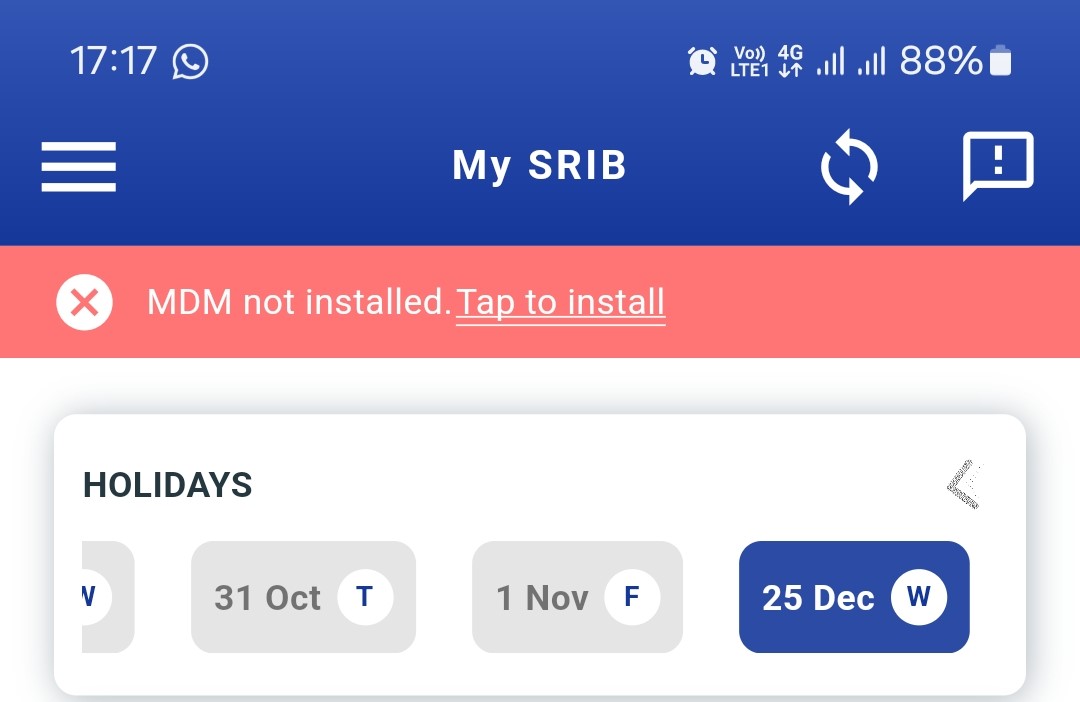 17:17 Vo)) LTE1 4G 88%
My SRIB
MDM not installed. Tap to install
HOLIDAYS
W 31 Oct T 1 Nov F 25 Dec W